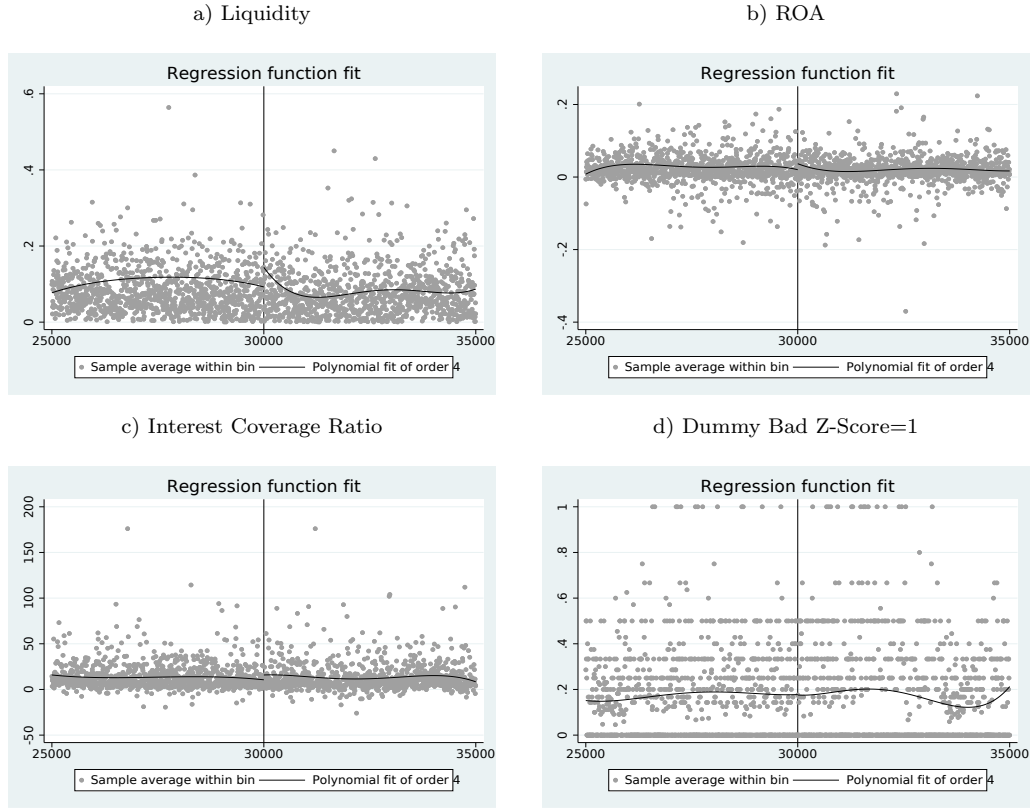 a) Liquidity
Regression function fit
.6
.4
.2
0
25000
30000
35000
Sample average within bin
Polynomial fit of order 4
b) ROA
Regression function fit
.2
0
-.2
-.4
25000
30000
35000
Sample average within bin
Polynomial fit of order 4
c) Interest Coverage Ratio
Regression function fit
200
150
100
50
0
-50
25000
30000
35000
Sample average within bin
Polynomial fit of order 4
d) Dummy Bad Z-Score=1
Regression function fit
1
.8
.6
.4
.2
0
25000
30000
35000
Sample average within bin
Polynomial fit of order 4